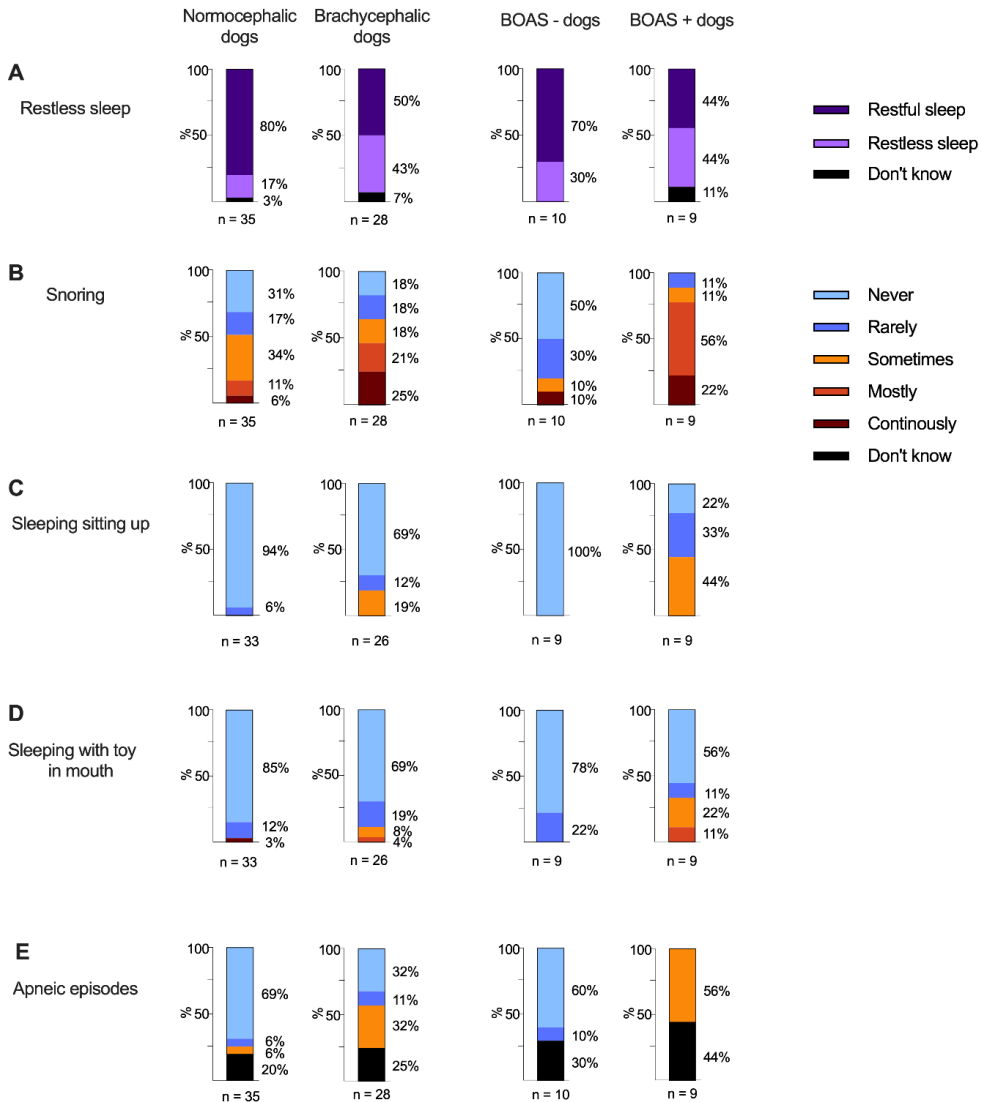 Normocephalic dogs
Brachycephalic dogs
BOAS - dogs
BOAS + dogs
A
Restless sleep
100
%
50
80%
17%
3%
n = 35
100
%
50
50%
43%
7%
n = 28
100
%
50
70%
30%
n = 10
100
%
50
44%
44%
11%
n = 9
Restful sleep
Restless sleep
Don't know
B
Snoring
100
%
50
31%
17%
34%
11%
6%
n = 35
100
%
50
18%
18%
18%
21%
25%
n = 28
100
%
50
50%
30%
10%
10%
n = 10
100
%
50
11%
11%
56%
22%
n = 9
Never
Rarely
Sometimes
Mostly
Continously
Don't know
C
Sleeping sitting up
100
%
50
94%
6%
n = 33
100
%
50
69%
12%
19%
n = 26
100
%
50
100%
n = 9
100
%
50
22%
33%
44%
n = 9
D
Sleeping with toy
in mouth
100
%
50
85%
12%
3%
n = 33
100
%
50
69%
19%
8%
4%
n = 26
100
%
50
78%
22%
n = 9
100
%
50
56%
11%
22%
11%
n = 9
E
Apneic episodes
100
%
50
69%
6%
6%
20%
n = 35
100
%
50
32%
11%
32%
25%
n = 28
100
%
50
60%
10%
30%
n = 10
100
%
50
56%
44%
n = 9